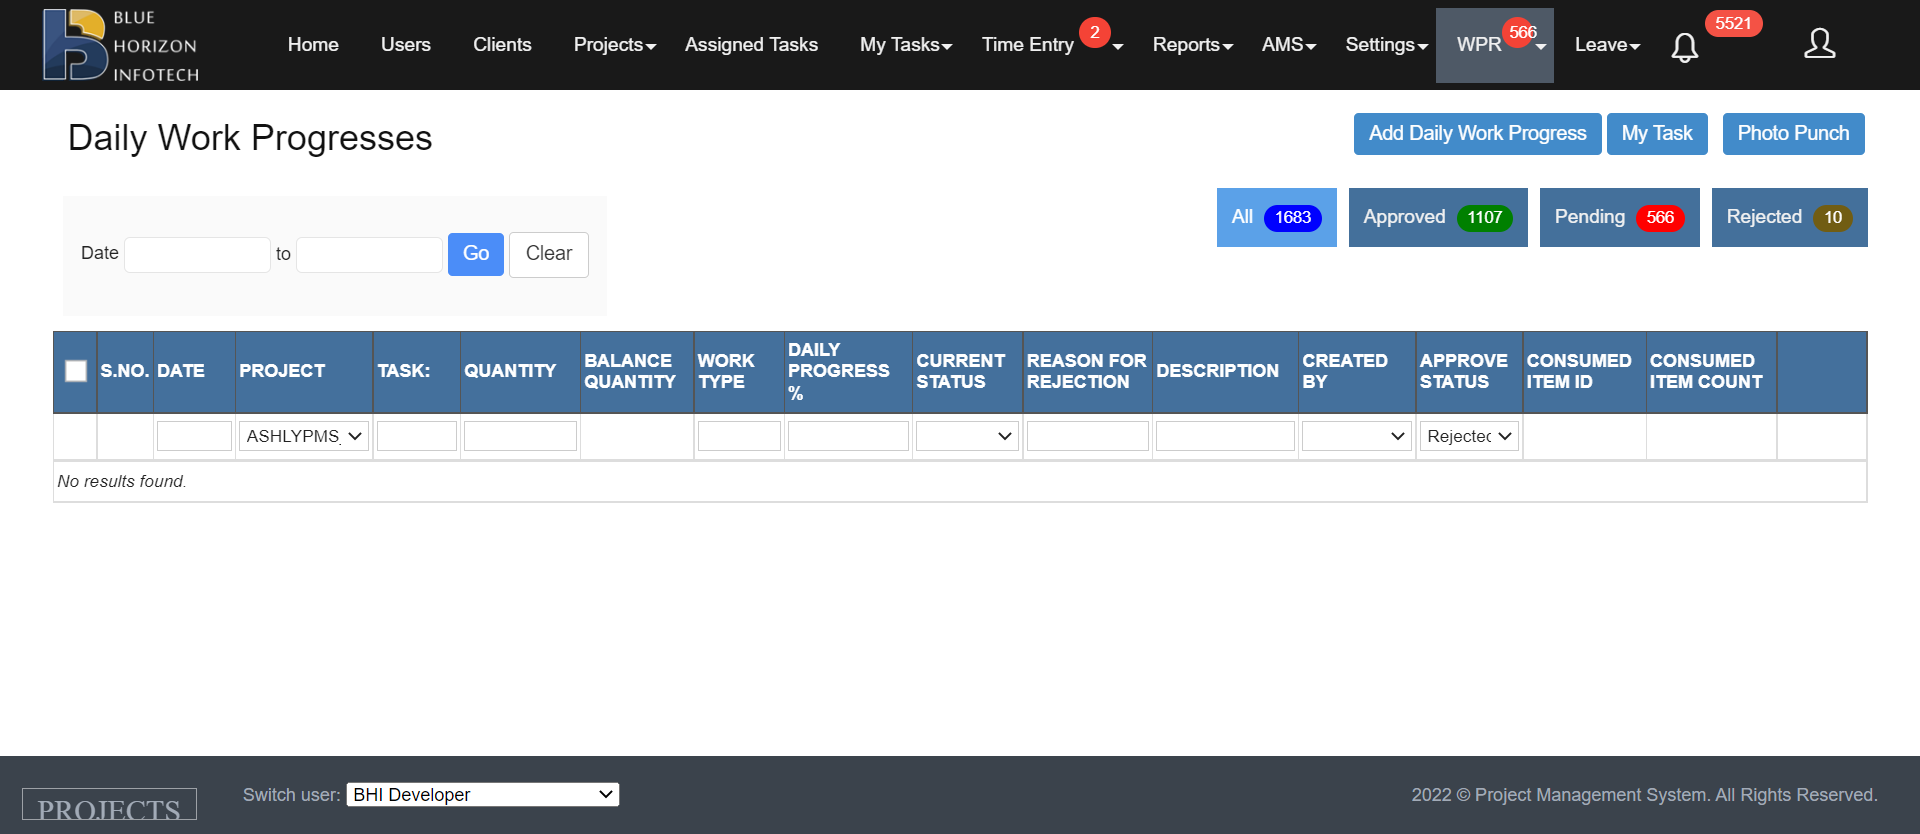 BLUE
HORIZON
INFOTECH
Home Users Clients Projects Assigned Tasks My Tasks Time Entry 2 Reports AMS Settings WPR 566 Leave 5521
Daily Work Progresses
Add Daily Work Progress My Task Photo Punch
All 1683 Approved 1107 Pending 566 Rejected 10
Date to Go Clear
S.NO. DATE PROJECT TASK: QUANTITY BALANCE QUANTITY WORK TYPE DAILY PROGRESS % CURRENT STATUS REASON FOR REJECTION DESCRIPTION CREATED BY APPROVE STATUS CONSUMED ITEM ID CONSUMED ITEM COUNT
ASHLYPMS_ Rejected
No results found.
PROJECTS
Switch user: BHI Developer
2022 © Project Management System. All Rights Reserved.